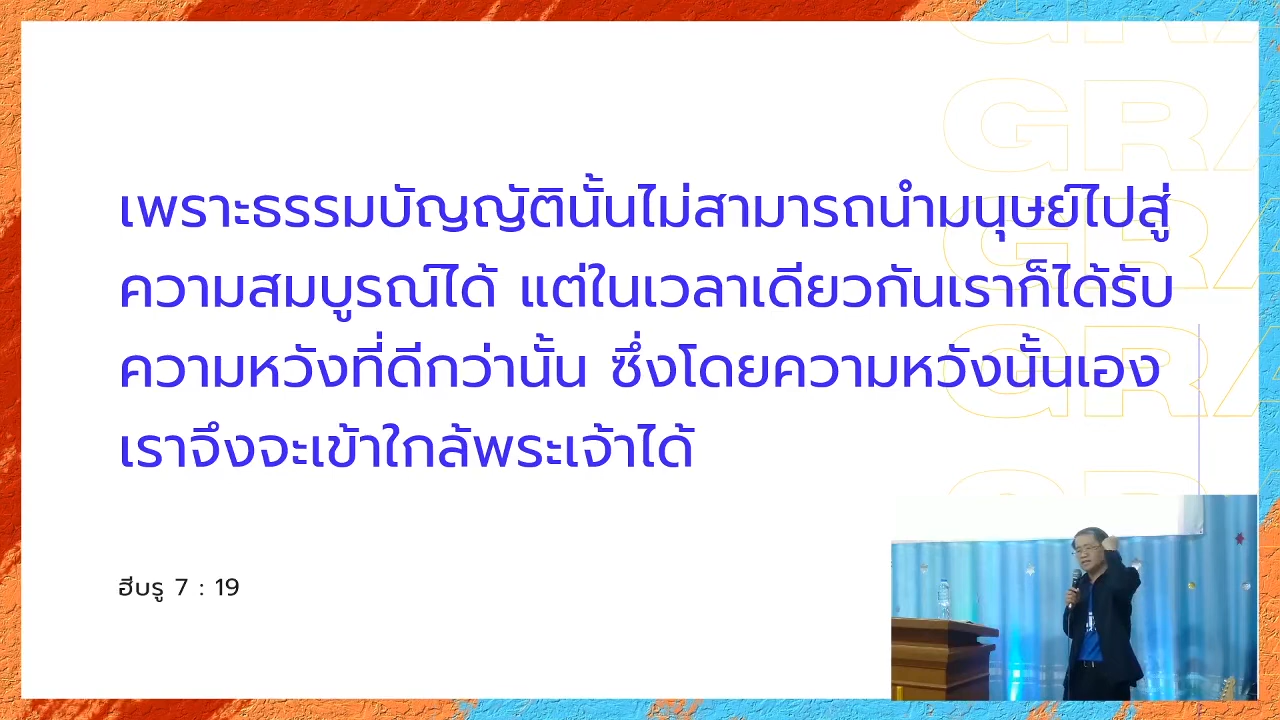 เพราะธรรมบัญญัตินั้นไม่สามารถนำมนุษย์ไปสู่
ความสมบูรณ์ได้ แต่ในเวลาเดียวกันเราก็ได้รับ
ความหวังที่ดีกว่านั้น ซึ่งโดยความหวังนั้นเอง
เราจึงจะเข้าใกล้พระเจ้าได้
ฮีบรู 7 : 19